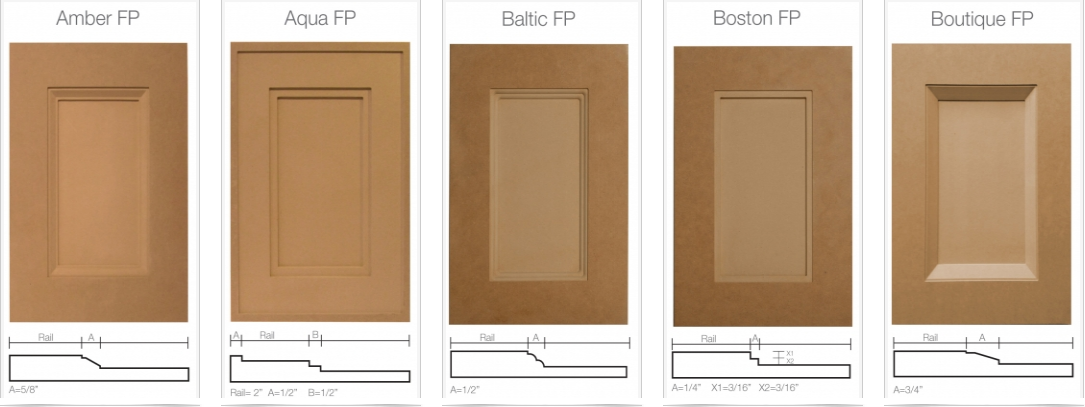 Amber FP
Rail A
A=5/8"
Aqua FP
A Rail B
Rail= 2" A=1/2" B=1/2"
Baltic FP
Rail A
A=1/2"
Boston FP
Rail A
X1
X2
A=1/4" X1=3/16" X2=3/16"
Boutique FP
Rail A
A=3/4"